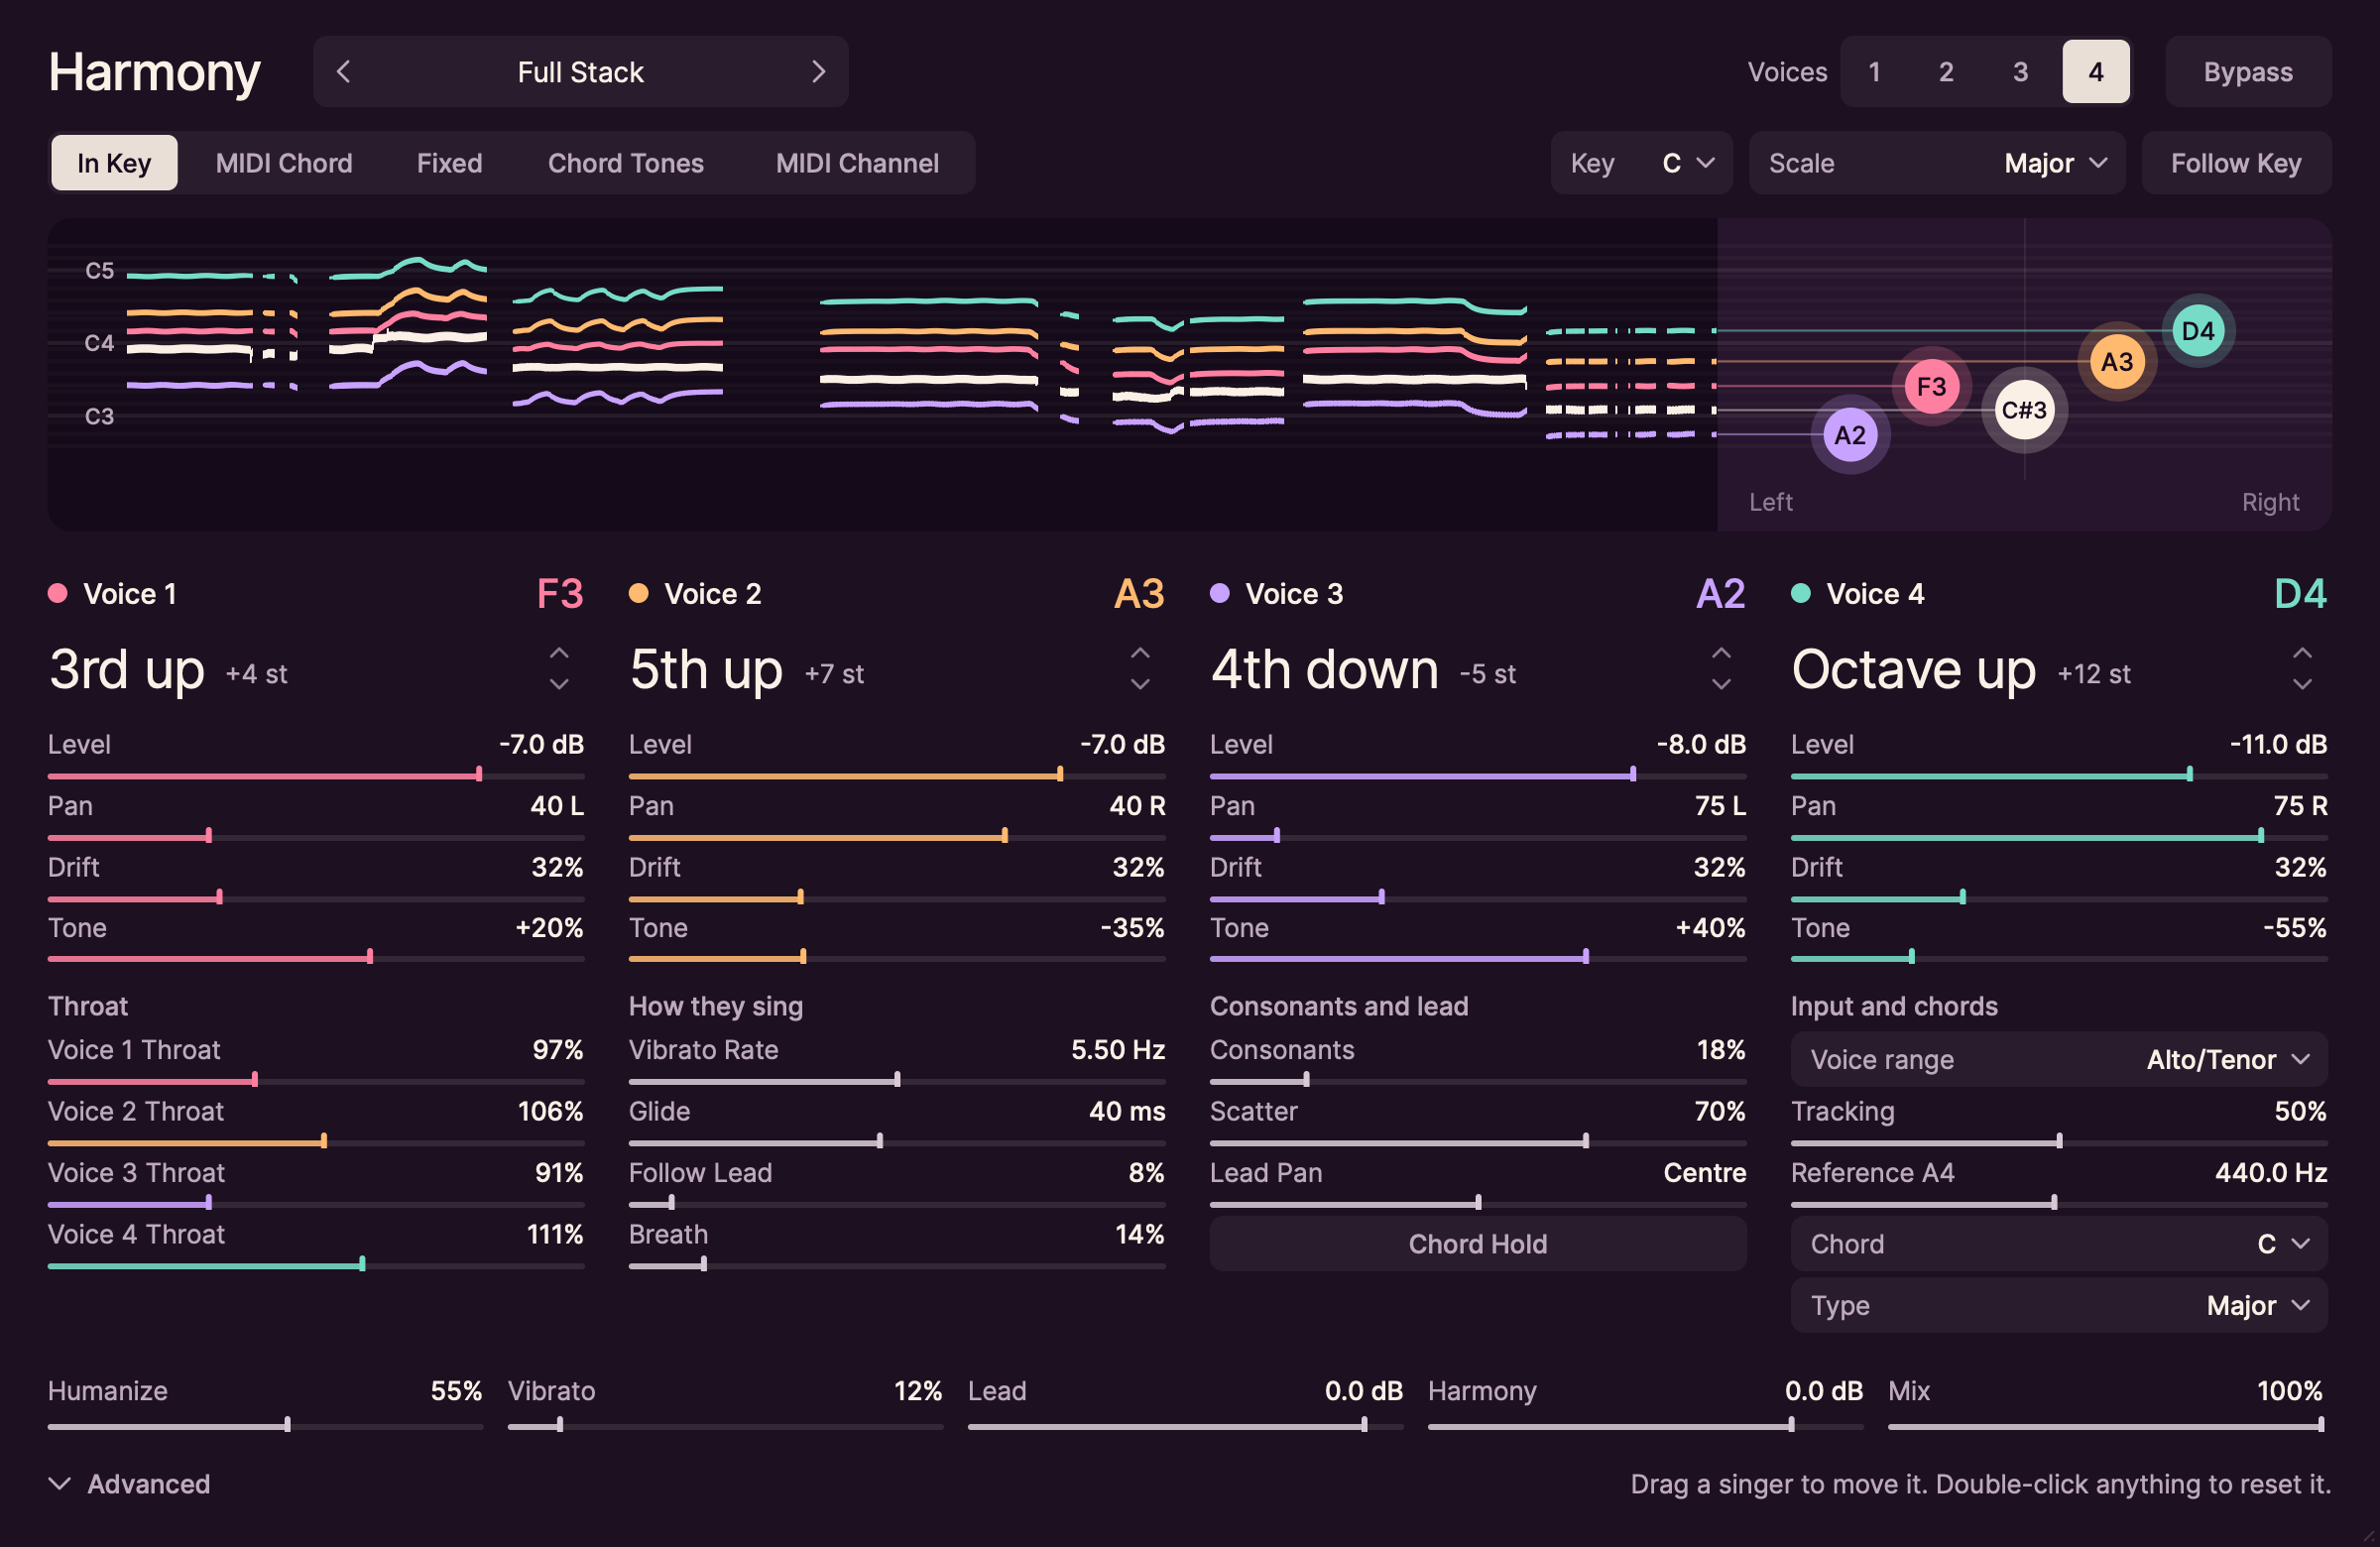 Harmony
Full Stack
Voices 1 2 3 4 Bypass
In Key MIDI Chord Fixed Chord Tones MIDI Channel
Key C Scale Major Follow Key
C5
C4
C3
D4
A3
F3
C#3
A2
Left Right
Voice 1 F3
3rd up +4 st
Level -7.0 dB
Pan 40 L
Drift 32%
Tone +20%
Voice 2 A3
5th up +7 st
Level -7.0 dB
Pan 40 R
Drift 32%
Tone -35%
Voice 3 A2
4th down -5 st
Level -8.0 dB
Pan 75 L
Drift 32%
Tone +40%
Voice 4 D4
Octave up +12 st
Level -11.0 dB
Pan 75 R
Drift 32%
Tone -55%
Throat
Voice 1 Throat 97%
Voice 2 Throat 106%
Voice 3 Throat 91%
Voice 4 Throat 111%
How they sing
Vibrato Rate 5.50 Hz
Glide 40 ms
Follow Lead 8%
Breath 14%
Consonants and lead
Consonants 18%
Scatter 70%
Lead Pan Centre
Chord Hold
Input and chords
Voice range Alto/Tenor
Tracking 50%
Reference A4 440.0 Hz
Chord C
Type Major
Humanize 55% Vibrato 12% Lead 0.0 dB Harmony 0.0 dB Mix 100%
Advanced
Drag a singer to move it. Double-click anything to reset it.